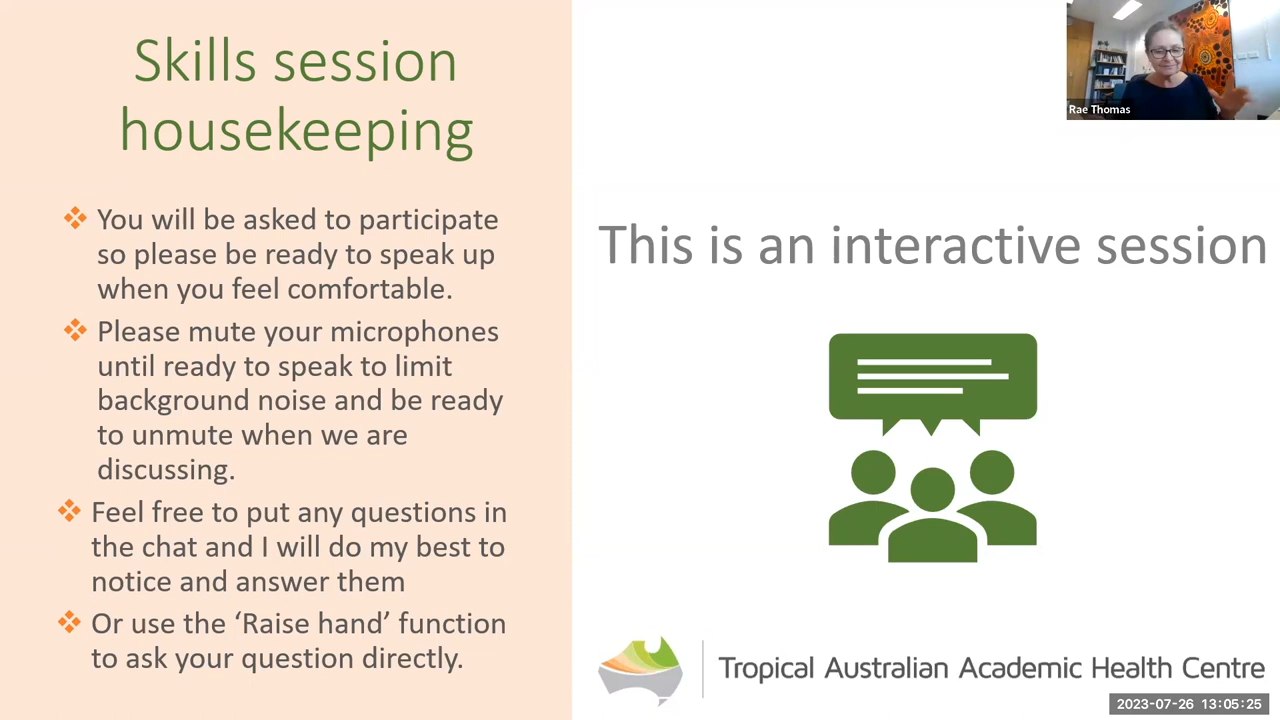 Skills session
housekeeping
❖ You will be asked to participate
so please be ready to speak up
when you feel comfortable.
❖ Please mute your microphones
until ready to speak to limit
background noise and be ready
to unmute when we are
discussing.
❖ Feel free to put any questions in
the chat and I will do my best to
notice and answer them
❖ Or use the ‘Raise hand’ function
to ask your question directly.
Rae Thomas
This is an interactive session
Tropical Australian Academic Health Centre
2023-07-26 13:05:25